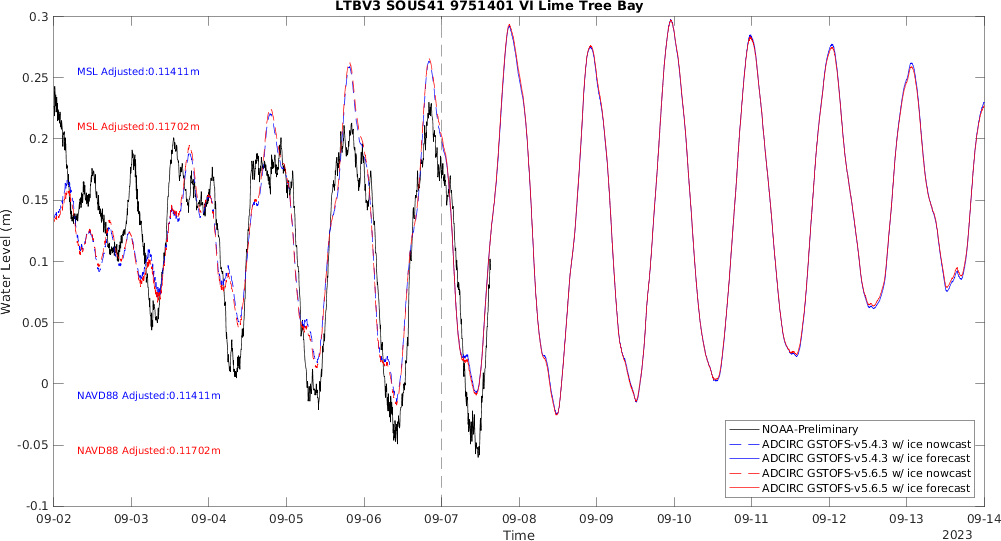 LTBV3 SOUS41 9751401 VI Lime Tree Bay
Water Level (m)
0.3
0.25
0.2
0.15
0.1
0.05
0
-0.05
-0.1
MSL Adjusted:0.11411m
MSL Adjusted:0.11702m
NAVD88 Adjusted:0.11411m
NAVD88 Adjusted:0.11702m
NOAA-Preliminary
ADCIRC GSTOFS-v5.4.3 w/ ice nowcast
ADCIRC GSTOFS-v5.4.3 w/ ice forecast
ADCIRC GSTOFS-v5.6.5 w/ ice nowcast
ADCIRC GSTOFS-v5.6.5 w/ ice forecast
09-02 09-03 09-04 09-05 09-06 09-07 09-08 09-09 09-10 09-11 09-12 09-13 09-14
Time
2023